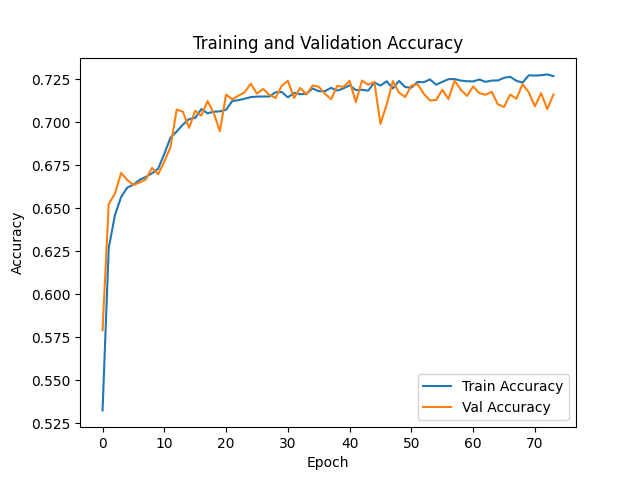 Training and Validation Accuracy
Accuracy
0.725
0.700
0.675
0.650
0.625
0.600
0.575
0.550
0.525
Train Accuracy
Val Accuracy
0 10 20 30 40 50 60 70
Epoch